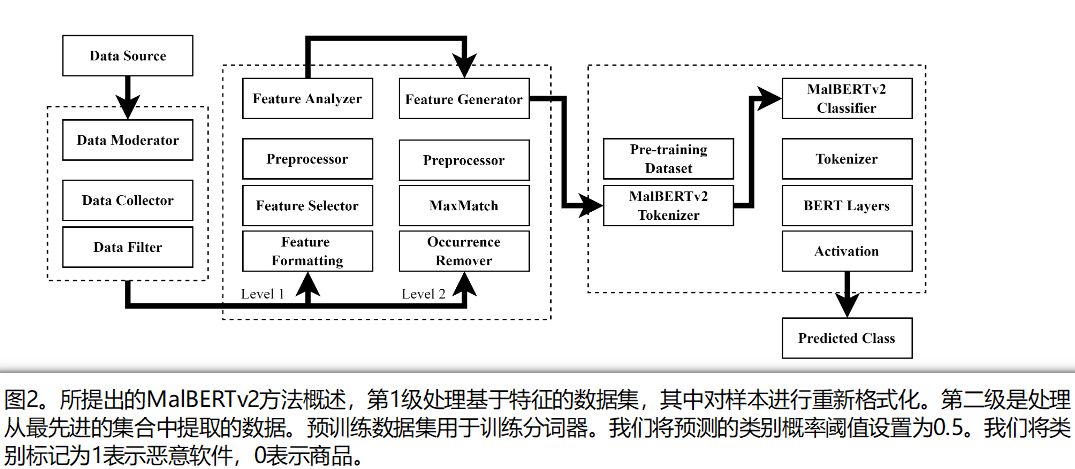 Data Source
Data Moderator
Data Collector
Data Filter
Feature Analyzer
Preprocessor
Feature Selector
Feature
Formatting
Level 1
Feature Generator
Preprocessor
MaxMatch
Occurrence
Remover
Level 2
Pre-training
Dataset
MalBERTv2
Tokenizer
MalBERTv2
Classifier
Tokenizer
BERT Layers
Activation
Predicted Class
图2。所提出的MalBERTv2方法概述，第1级处理基于特征的数据集，其中对样本进行重新格式化。第二级是处理
从最先进的集合中提取的数据。预训练数据集用于训练分词器。我们将预测的类别概率阈值设置为0.5。我们将类
别标记为1表示恶意软件，0表示商品。